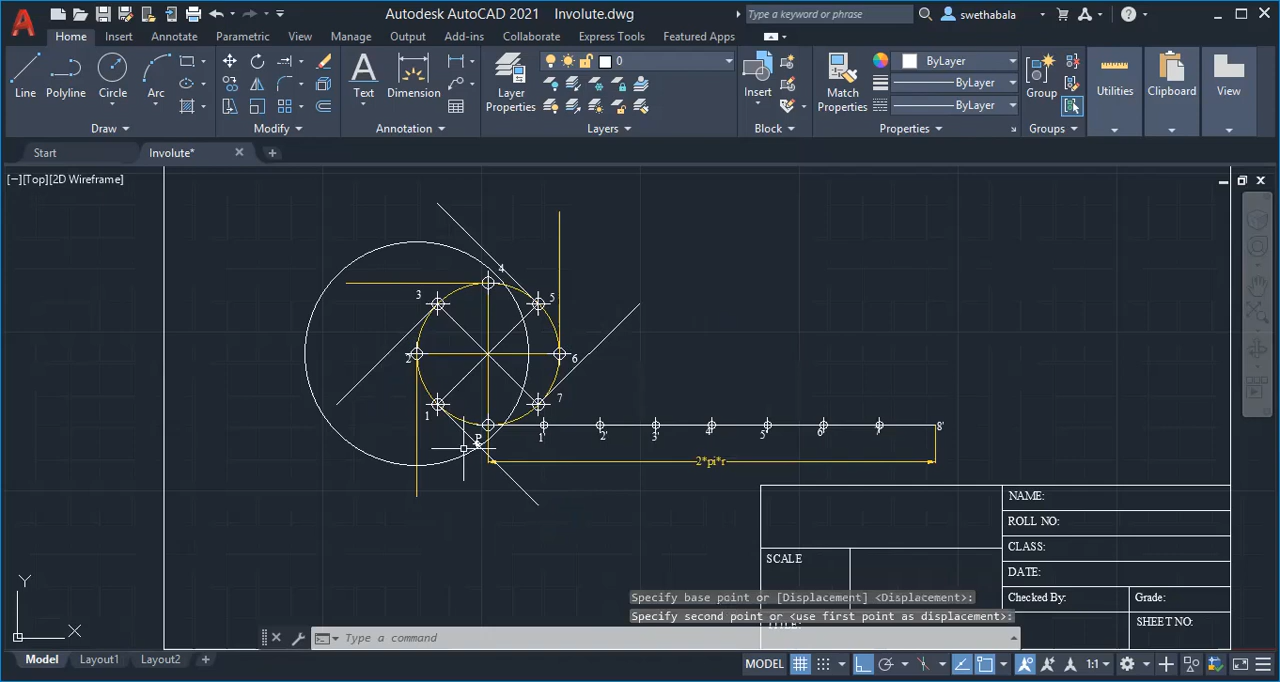 Autodesk AutoCAD 2021 Involute.dwg
Type a keyword or phrase
swethabala
Home Insert Annotate Parametric View Manage Output Add-ins Collaborate Express Tools Featured Apps
0
ByLayer
ByLayer
ByLayer
Line Polyline Circle Arc Text Dimension Layer Properties Insert Match Properties Group Utilities Clipboard View
Draw Modify Annotation Layers Block Properties Groups
Start Involute*
[−][Top][2D Wireframe]
4
3 5
2 6
7
1
P
1' 2' 3' 4' 5' 6' 7' 8'
2*pi*r
NAME:
ROLL NO:
CLASS:
SCALE
DATE:
Checked By: Grade:
SHEET NO:
TITLE:
Y
X
Specify base point or [Displacement] <Displacement>:
Specify second point or <use first point as displacement>:
Type a command
Model Layout1 Layout2
MODEL 1:1